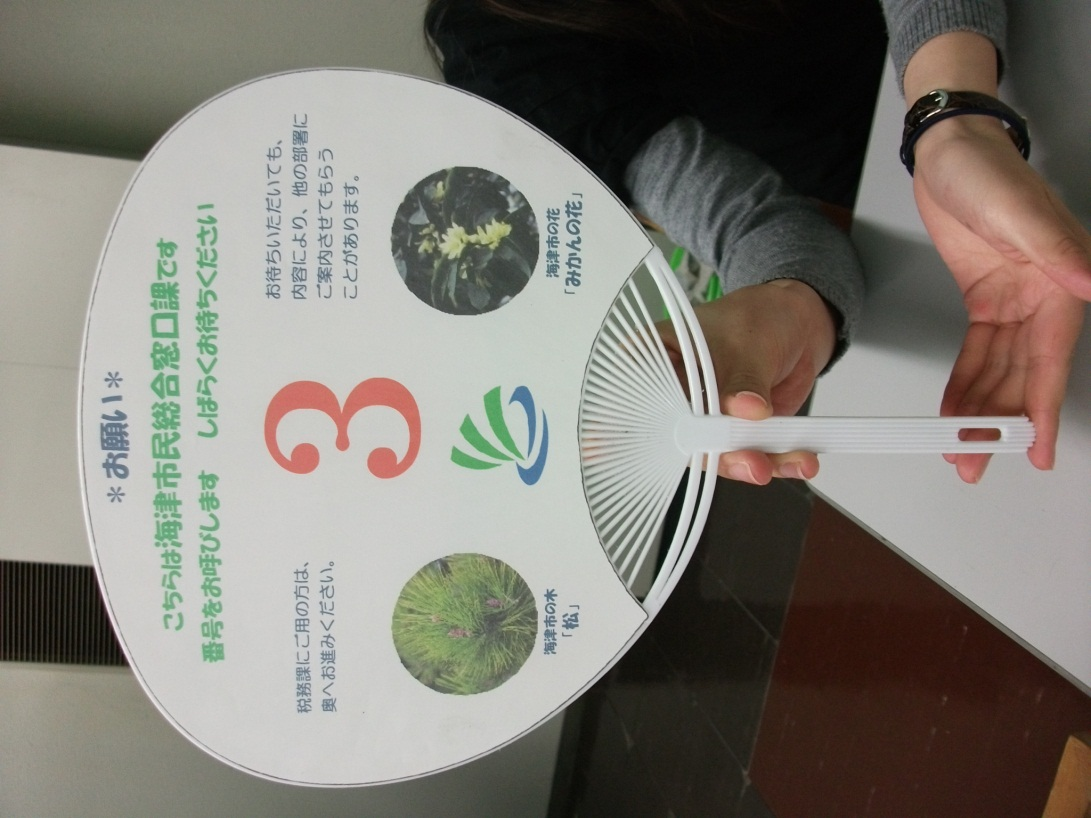 ＊お願い＊
こちらは海津市民総合窓口課です
番号をお呼びします　しばらくお待ちください
税務課にご用の方は、
奥へお進みください。
3
お待ちいただいても、
内容により、他の部署に
ご案内させてもらう
ことがあります。
海津市の木
「松」
海津市の花
「みかんの花」